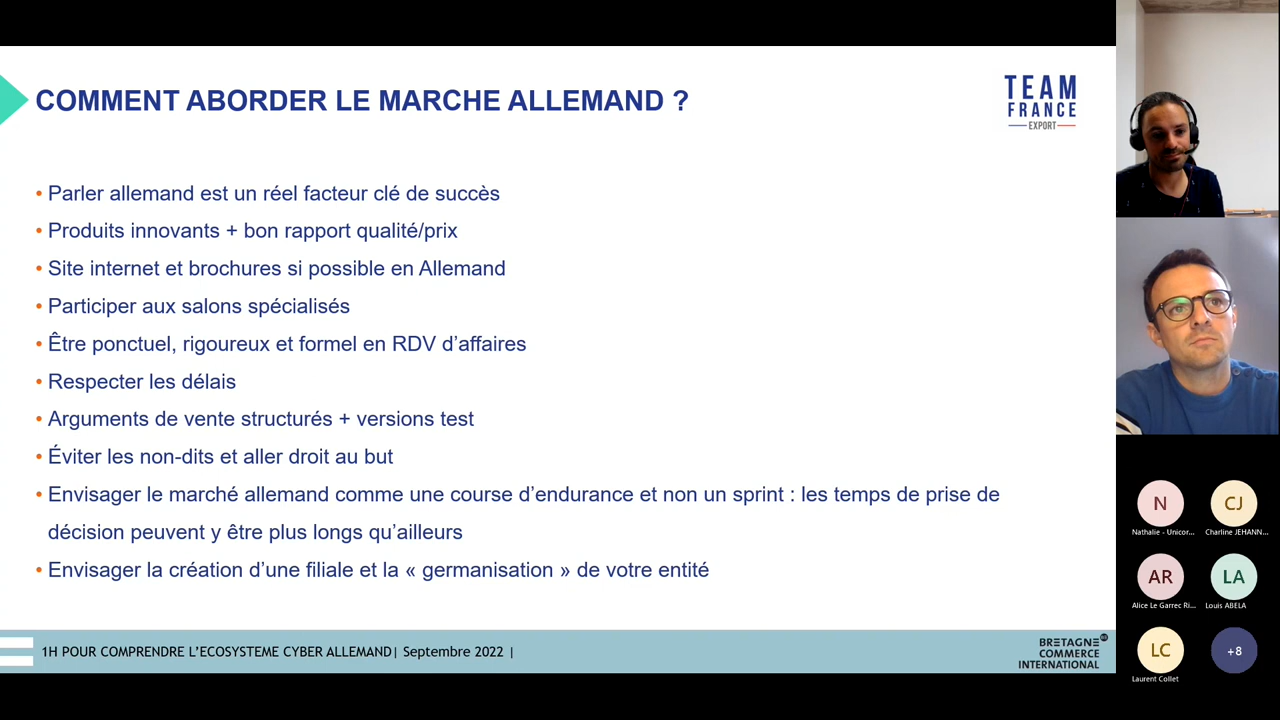 COMMENT ABORDER LE MARCHE ALLEMAND ?
TEAM
FRANCE
EXPORT
• Parler allemand est un réel facteur clé de succès
• Produits innovants + bon rapport qualité/prix
• Site internet et brochures si possible en Allemand
• Participer aux salons spécialisés
• Être ponctuel, rigoureux et formel en RDV d’affaires
• Respecter les délais
• Arguments de vente structurés + versions test
• Éviter les non-dits et aller droit au but
• Envisager le marché allemand comme une course d’endurance et non un sprint : les temps de prise de
décision peuvent y être plus longs qu’ailleurs
• Envisager la création d’une filiale et la « germanisation » de votre entité
1H POUR COMPRENDRE L’ECOSYSTEME CYBER ALLEMAND| Septembre 2022 |
BRETAGNE
COMMERCE
INTERNATIONAL
N
Nathalie - Unicor...
CJ
Charline JEHANN...
AR
Alice Le Garrec Ri...
LA
Louis ABELA
LC
Laurent Collet
+8